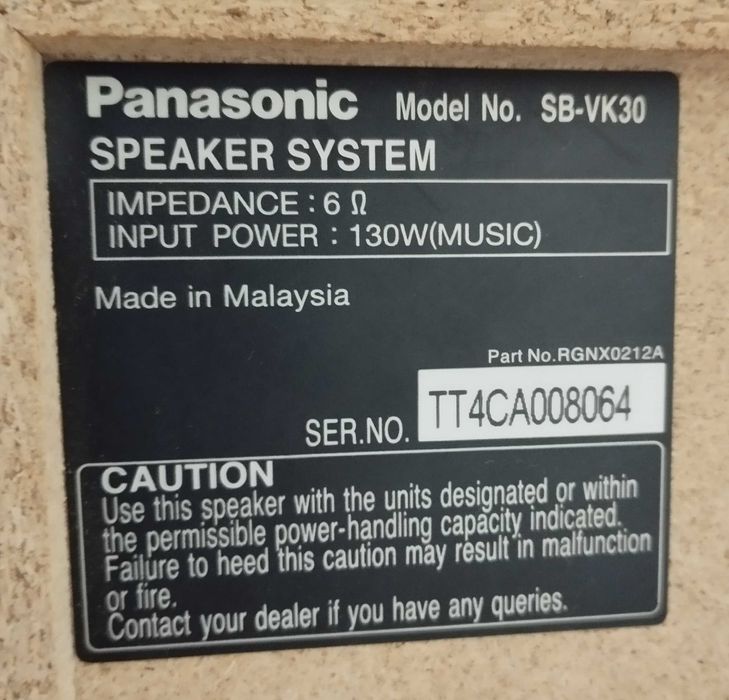 Panasonic Model No. SB-VK30
SPEAKER SYSTEM
IMPEDANCE : 6 Ω
INPUT POWER : 130W(MUSIC)
Made in Malaysia
Part No.RGNX0212A
SER.NO. TT4CA008064
CAUTION
Use this speaker with the units designated or within
the permissible power-handling capacity indicated.
Failure to heed this caution may result in malfunction
or fire.
Contact your dealer if you have any queries.